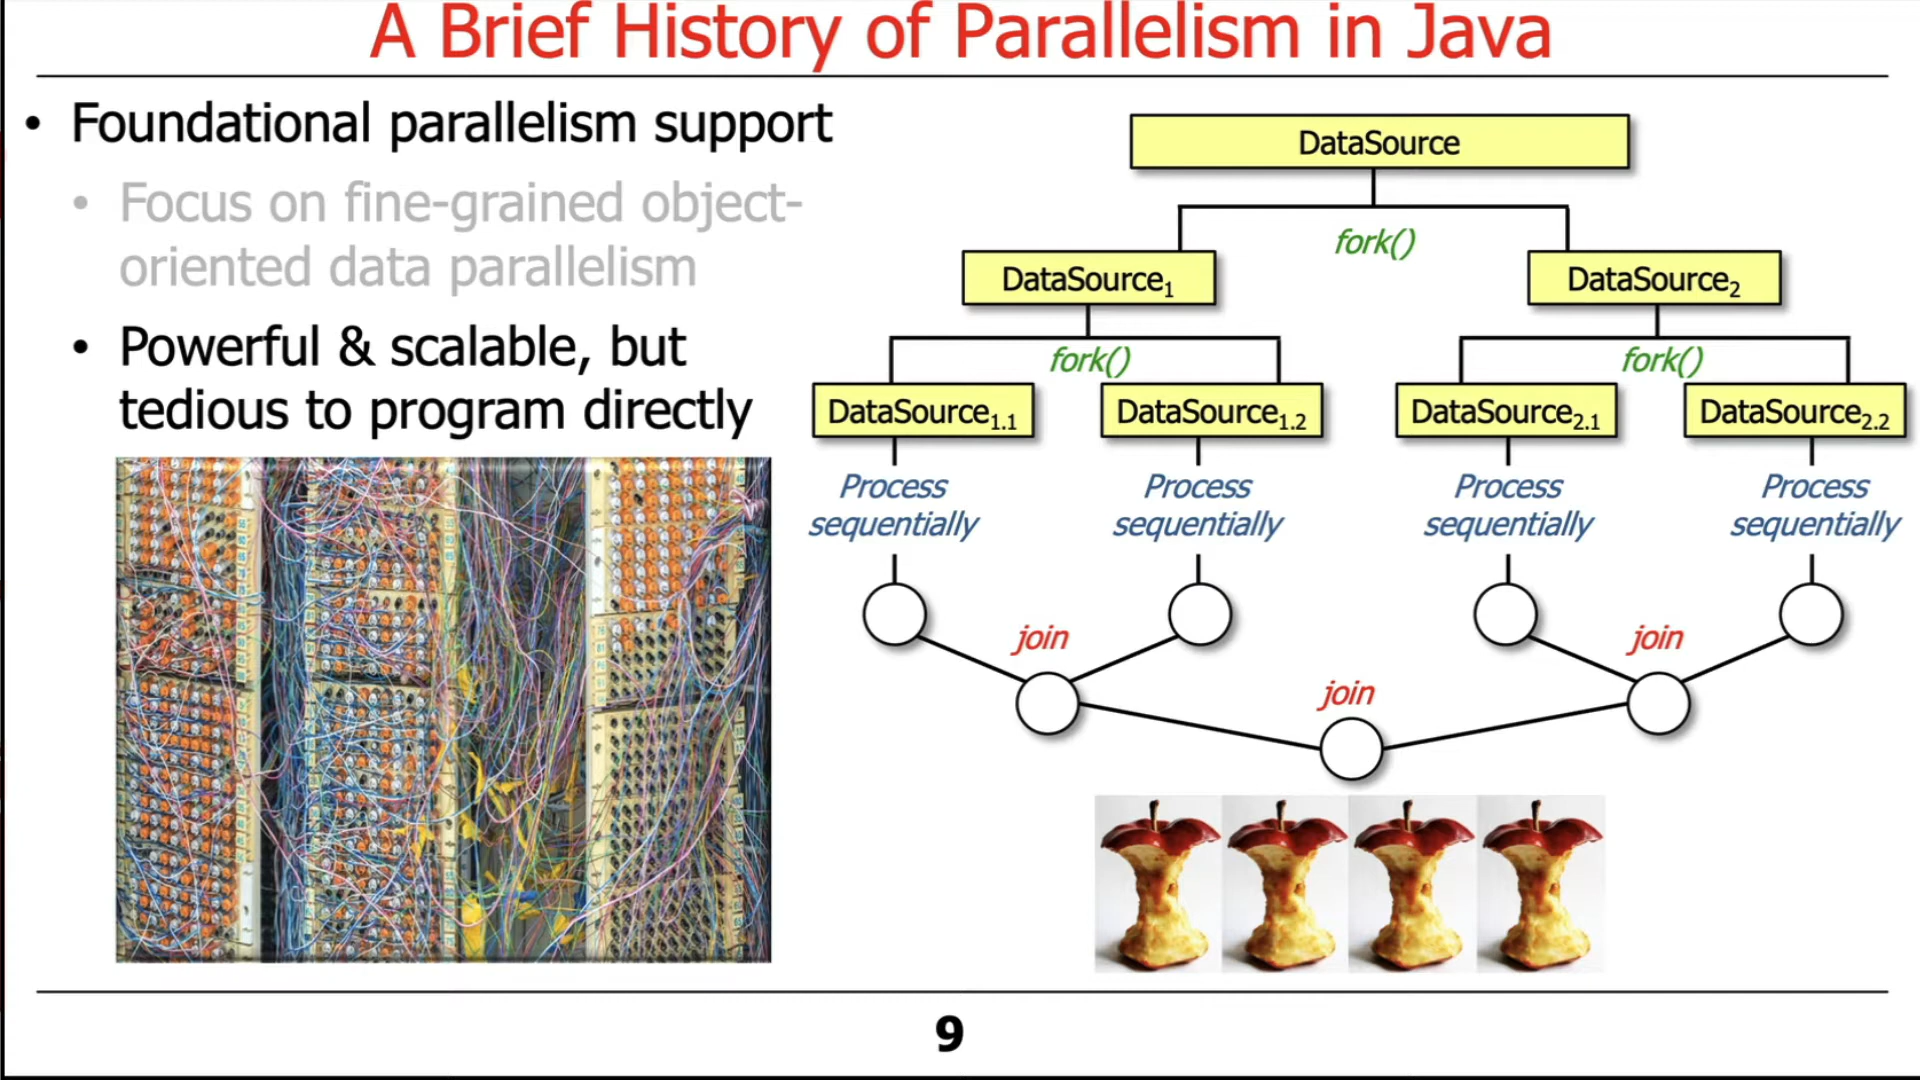 A Brief History of Parallelism in Java
• Foundational parallelism support
• Focus on fine-grained object-
oriented data parallelism
• Powerful & scalable, but
tedious to program directly
DataSource
fork()
DataSource₁
DataSource₂
fork()
fork()
DataSource₁.₁
DataSource₁.₂
DataSource₂.₁
DataSource₂.₂
Process
sequentially
Process
sequentially
Process
sequentially
Process
sequentially
join
join
join
9